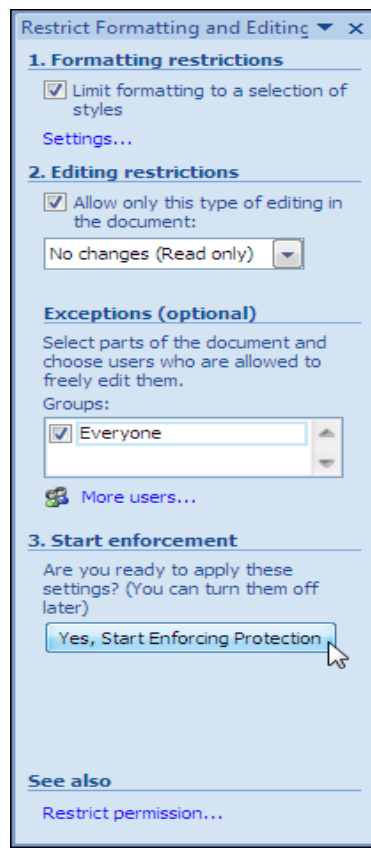 Restrict Formatting and Editing
1. Formatting restrictions
Limit formatting to a selection of
styles
Settings...
2. Editing restrictions
Allow only this type of editing in
the document:
No changes (Read only)
Exceptions (optional)
Select parts of the document and
choose users who are allowed to
freely edit them.
Groups:
Everyone
More users...
3. Start enforcement
Are you ready to apply these
settings? (You can turn them off
later)
Yes, Start Enforcing Protection
See also
Restrict permission...